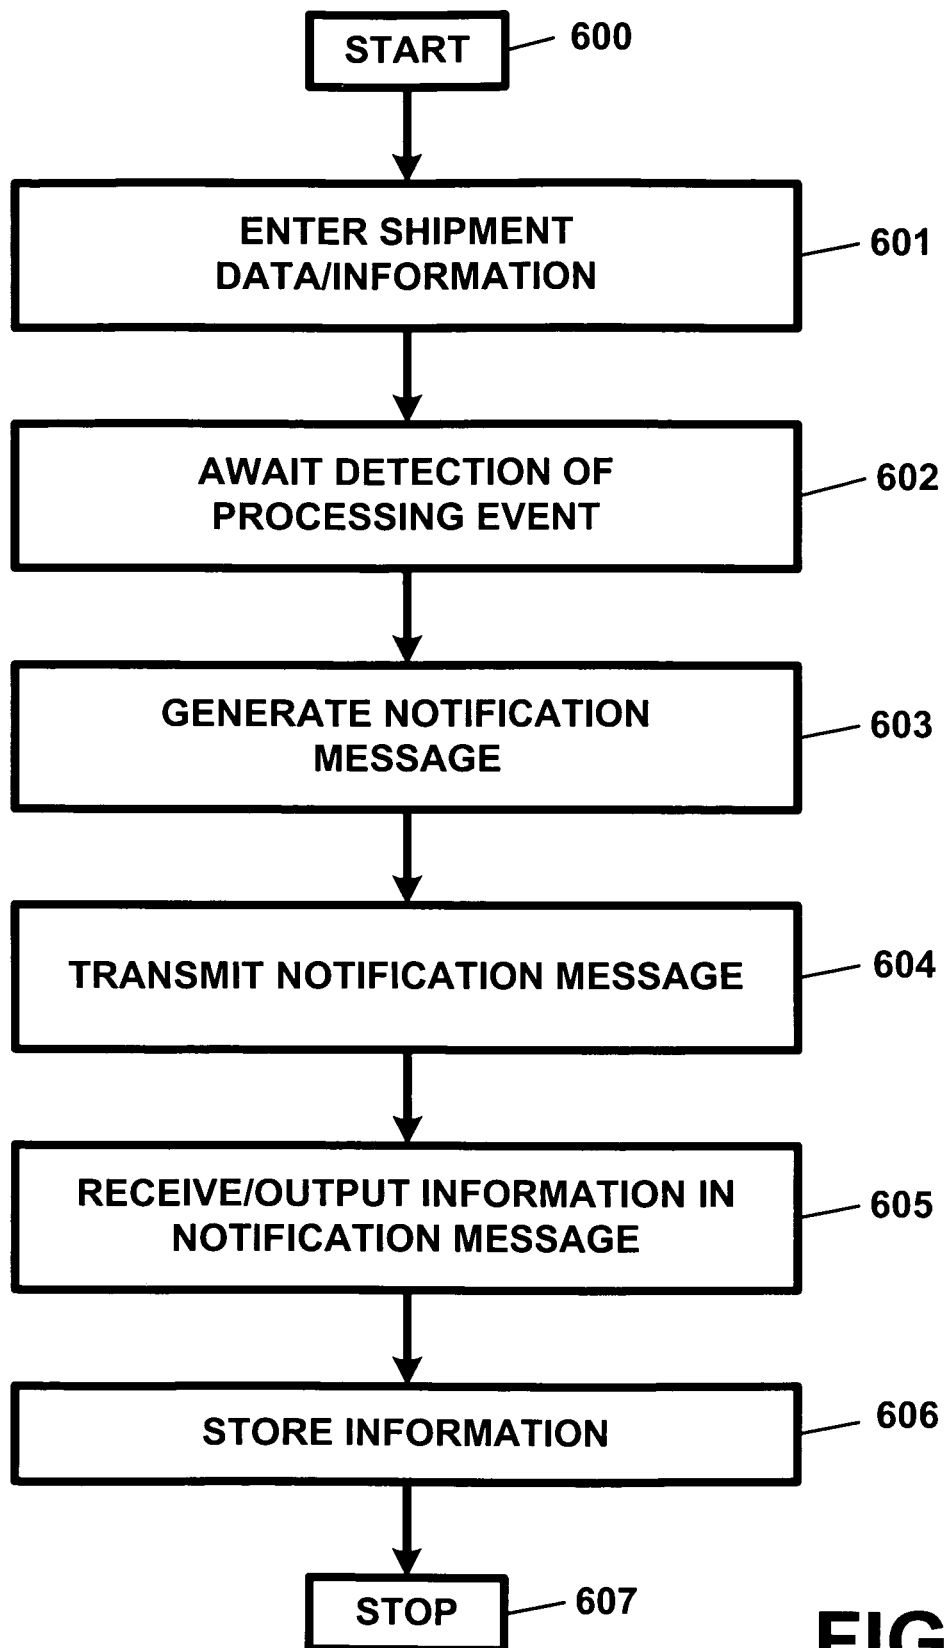 START
600
ENTER SHIPMENT
DATA/INFORMATION
601
AWAIT DETECTION OF
PROCESSING EVENT
602
GENERATE NOTIFICATION
MESSAGE
603
TRANSMIT NOTIFICATION MESSAGE
604
RECEIVE/OUTPUT INFORMATION IN
NOTIFICATION MESSAGE
605
STORE INFORMATION
606
STOP
607
FIG